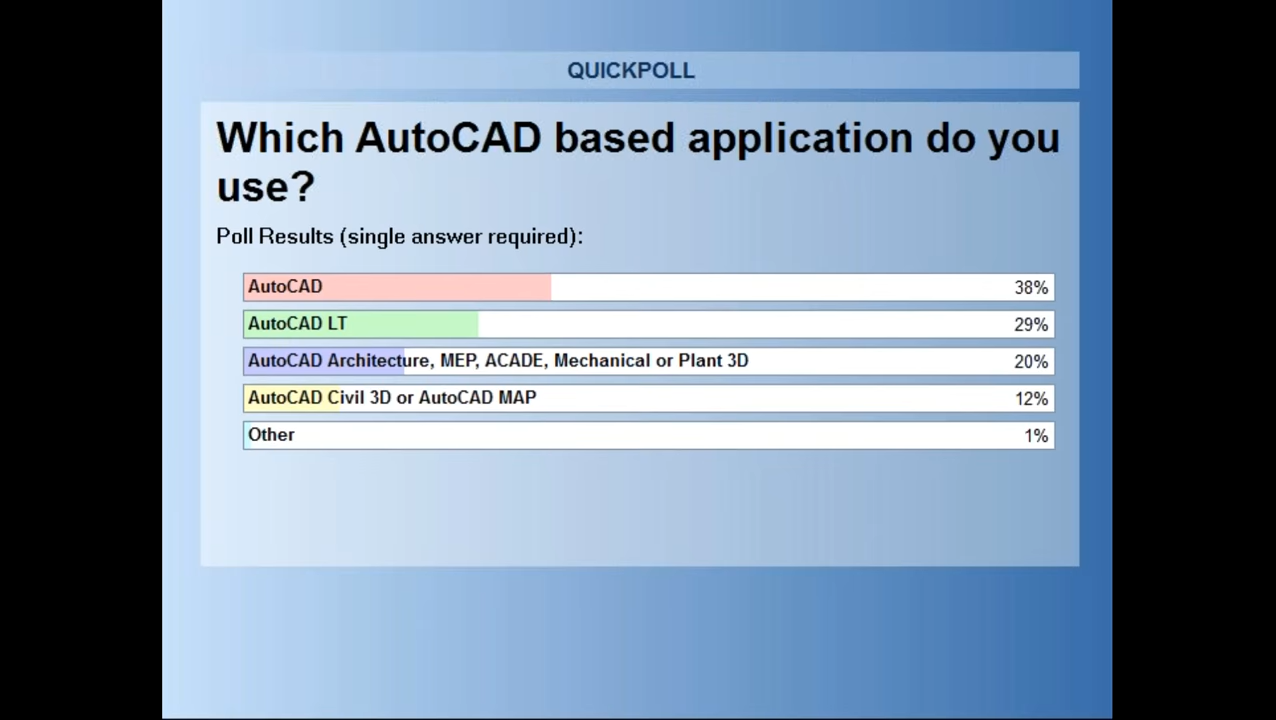 QUICKPOLL
Which AutoCAD based application do you
use?
Poll Results (single answer required):
AutoCAD 38%
AutoCAD LT 29%
AutoCAD Architecture, MEP, ACADE, Mechanical or Plant 3D 20%
AutoCAD Civil 3D or AutoCAD MAP 12%
Other 1%